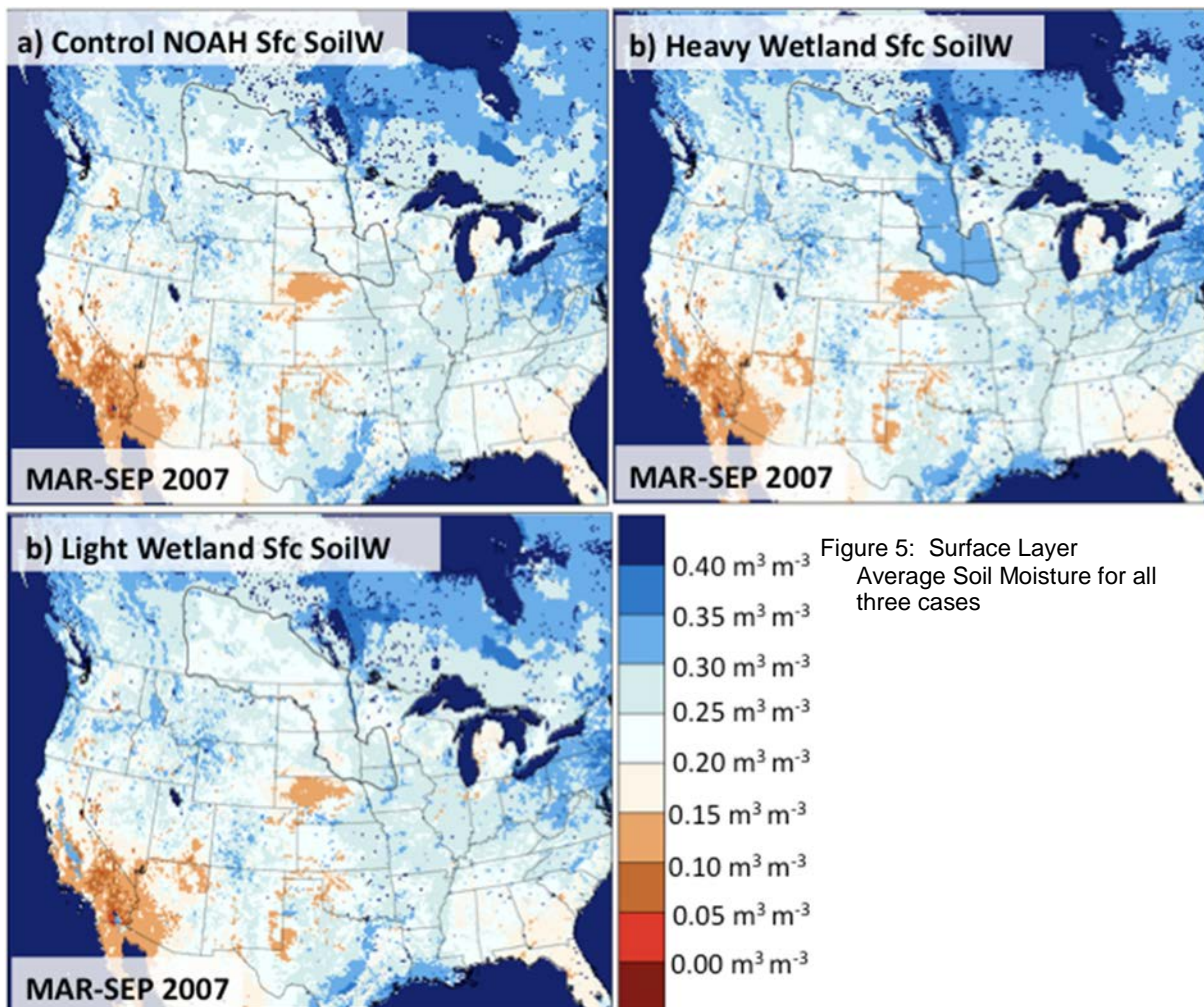 a) Control NOAH Sfc SoilW
MAR-SEP 2007
b) Heavy Wetland Sfc SoilW
MAR-SEP 2007
b) Light Wetland Sfc SoilW
MAR-SEP 2007
0.40 m³ m⁻³
0.35 m³ m⁻³
0.30 m³ m⁻³
0.25 m³ m⁻³
0.20 m³ m⁻³
0.15 m³ m⁻³
0.10 m³ m⁻³
0.05 m³ m⁻³
0.00 m³ m⁻³
Figure 5: Surface Layer
Average Soil Moisture for all
three cases